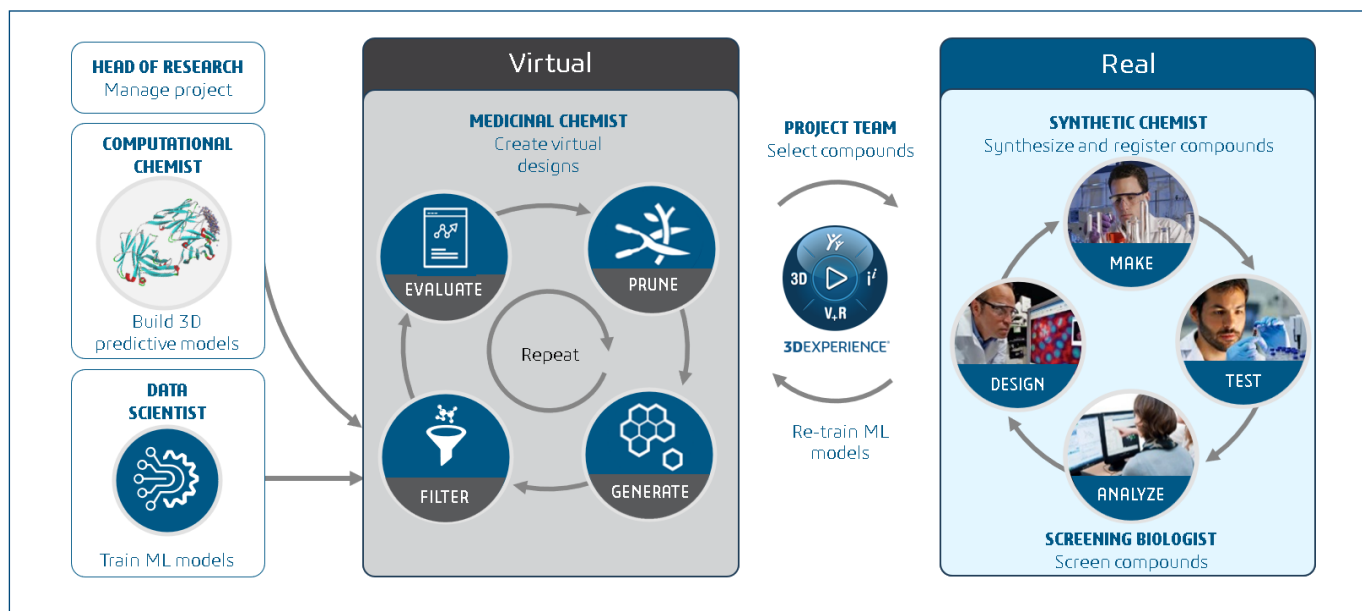 HEAD OF RESEARCH
Manage project
COMPUTATIONAL
CHEMIST
Build 3D
predictive models
DATA
SCIENTIST
Train ML models
Virtual
MEDICINAL CHEMIST
Create virtual
designs
EVALUATE
PRUNE
Repeat
FILTER
GENERATE
PROJECT TEAM
Select compounds
3D
i
V+R
3DEXPERIENCE®
Re-train ML
models
Real
SYNTHETIC CHEMIST
Synthesize and register compounds
MAKE
DESIGN
TEST
ANALYZE
SCREENING BIOLOGIST
Screen compounds